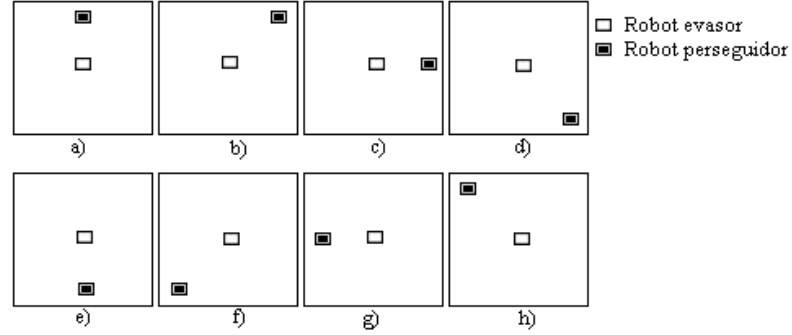 Robot evasor
Robot perseguidor
a)
b)
c)
d)
e)
f)
g)
h)